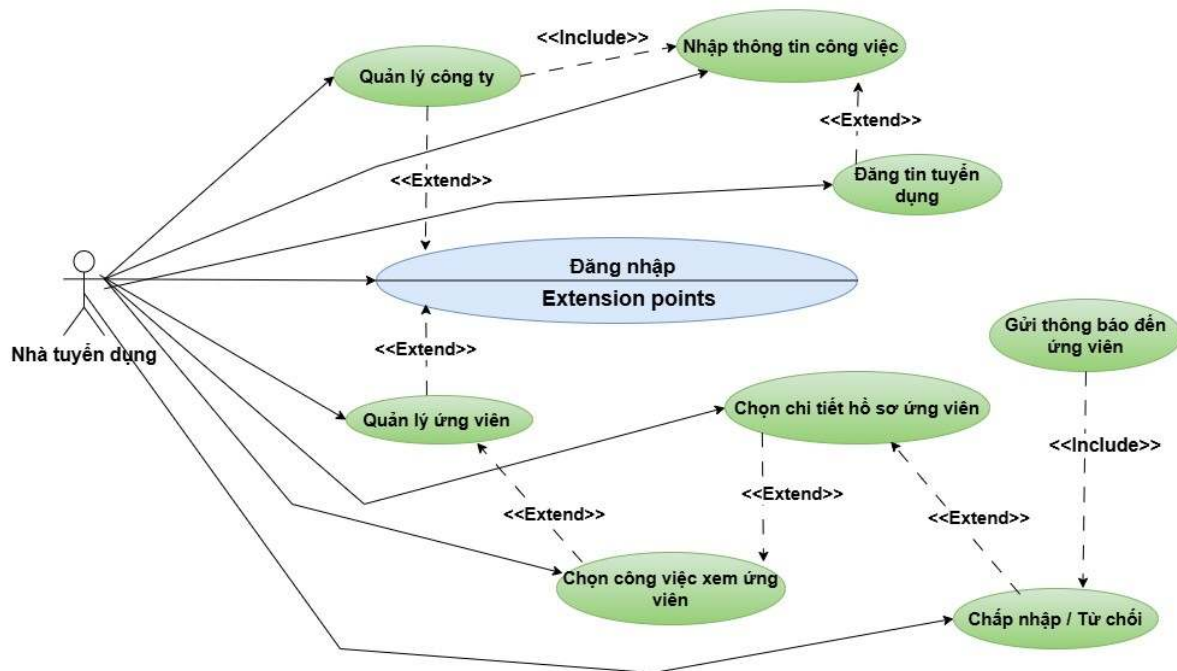 <<Include>>
Nhập thông tin công việc
Quản lý công ty
<<Extend>>
Đăng tin tuyển
dụng
<<Extend>>
Đăng nhập
Extension points
Nhà tuyển dụng
Gửi thông báo đến
ứng viên
<<Extend>>
Quản lý ứng viên
Chọn chi tiết hồ sơ ứng viên
<<Include>>
<<Extend>>
<<Extend>>
<<Extend>>
Chọn công việc xem ứng
viên
Chấp nhập / Từ chối